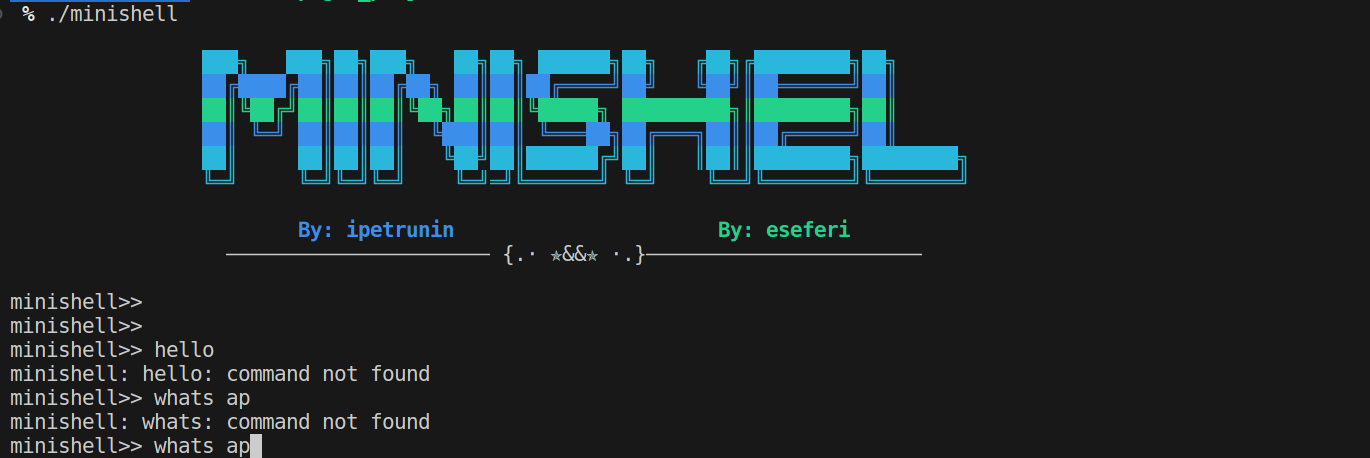 % ./minishell
MINISHEL
By: ipetrunin By: eseferi
{.· ✯&&✯ ·.}
minishell>>
minishell>>
minishell>> hello
minishell: hello: command not found
minishell>> whats ap
minishell: whats: command not found
minishell>> whats ap